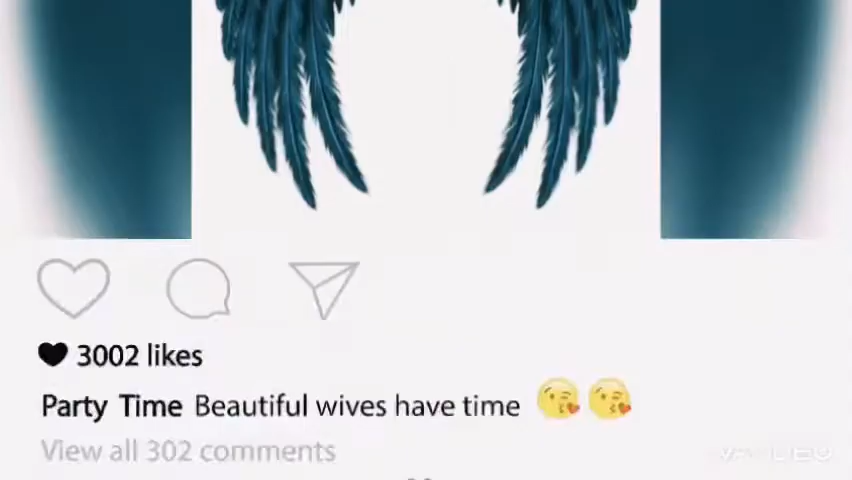 3002 likes
Party Time Beautiful wives have time 😘 😘
View all 302 comments